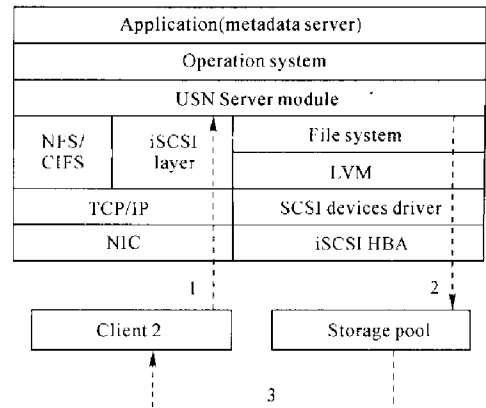 Application(metadata server)
Operation system
USN Server module
NFS/
CIFS
iSCSI
layer
File system
LVM
TCP/IP
SCSI devices driver
NIC
iSCSI HBA
1
2
Client 2
Storage pool
3